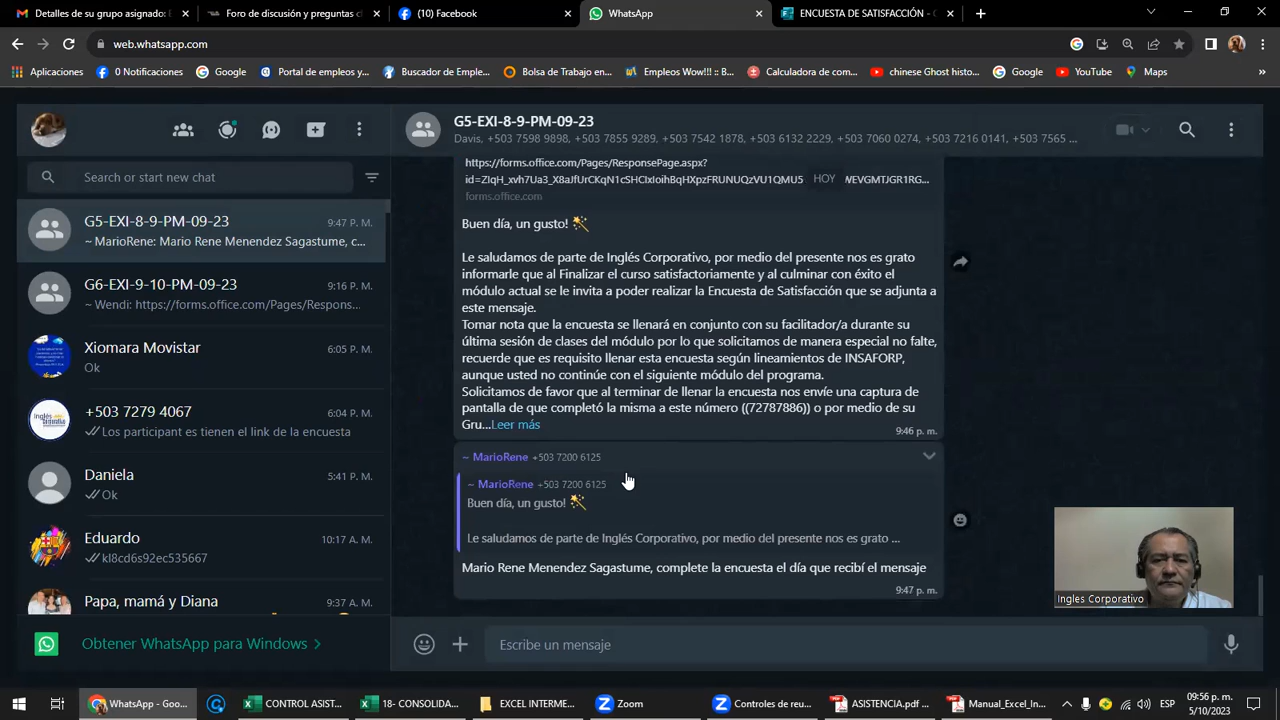 Detalles de su grupo asignado: E
Foro de discusión y preguntas c
(10) Facebook
WhatsApp
ENCUESTA DE SATISFACCIÓN -
web.whatsapp.com
Aplicaciones
0 Notificaciones
Google
Portal de empleos y...
Buscador de Emple...
Bolsa de Trabajo en...
Empleos Wow!!! :: B...
Calculadora de com...
chinese Ghost histo...
Google
YouTube
Maps
»
G5-EXI-8-9-PM-09-23
Davis, +503 7598 9898, +503 7855 9289, +503 7542 1878, +503 6132 2229, +503 7060 0274, +503 7216 0141, +503 7565 ...
Search or start new chat
G5-EXI-8-9-PM-09-23
9:47 P. M.
~ MarioRene: Mario Rene Menendez Sagastume, c...
G6-EXI-9-10-PM-09-23
9:16 P. M.
~ Wendi: https://forms.office.com/Pages/Respons...
Xiomara Movistar
6:05 P. M.
Ok
+503 7279 4067
6:04 P. M.
Los participant es tienen el link de la encuesta
Daniela
5:41 P. M.
Ok
Eduardo
10:17 A. M.
kl8cd6s92ec535667
Papa, mamá y Diana
9:37 A. M.
Obtener WhatsApp para Windows
https://forms.office.com/Pages/ResponsePage.aspx?
id=ZIqH_xvh7Ua3_X8aJfUrCKqN1cSHCIxIoihBqHXpzFRUNUQzVU1QMU5
HOY
WEVGMTJGR1RG...
forms.office.com
Buen día, un gusto!
Le saludamos de parte de Inglés Corporativo, por medio del presente nos es grato
informarle que al Finalizar el curso satisfactoriamente y al culminar con éxito el
módulo actual se le invita a poder realizar la Encuesta de Satisfacción que se adjunta a
este mensaje.
Tomar nota que la encuesta se llenará en conjunto con su facilitador/a durante su
última sesión de clases del módulo por lo que solicitamos de manera especial no falte,
recuerde que es requisito llenar esta encuesta según lineamientos de INSAFORP,
aunque usted no continúe con el siguiente módulo del programa.
Solicitamos de favor que al terminar de llenar la encuesta nos envíe una captura de
pantalla de que completó la misma a este número ((72787886)) o por medio de su
Gru...Leer más
9:46 p. m.
~ MarioRene +503 7200 6125
~ MarioRene +503 7200 6125
Buen día, un gusto!
Le saludamos de parte de Inglés Corporativo, por medio del presente nos es grato ...
Mario Rene Menendez Sagastume, complete la encuesta el día que recibí el mensaje
9:47 p. m.
Ingles Corporativo
Escribe un mensaje
WhatsApp - Goo...
CONTROL ASIST...
18- CONSOLIDA...
EXCEL INTERME...
Zoom
Controles de reu...
ASISTENCIA.pdf ...
Manual_Excel_In...
ESP
09:56 p. m.
5/10/2023